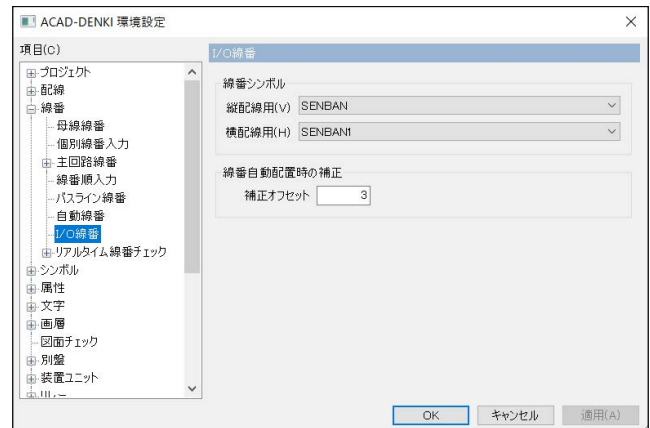 ACAD-DENKI 環境設定
項目(C)
プロジェクト
配線
線番
母線線番
個別線番入力
主回路線番
線番順入力
パスライン線番
自動線番
I/O線番
リアルタイム線番チェック
シンボル
属性
文字
画層
図面チェック
別盤
装置ユニット
リレー
I/O線番
線番シンボル
縦配線用(V) SENBAN
横配線用(H) SENBAN1
線番自動配置時の補正
補正オフセット 3
OK キャンセル 適用(A)